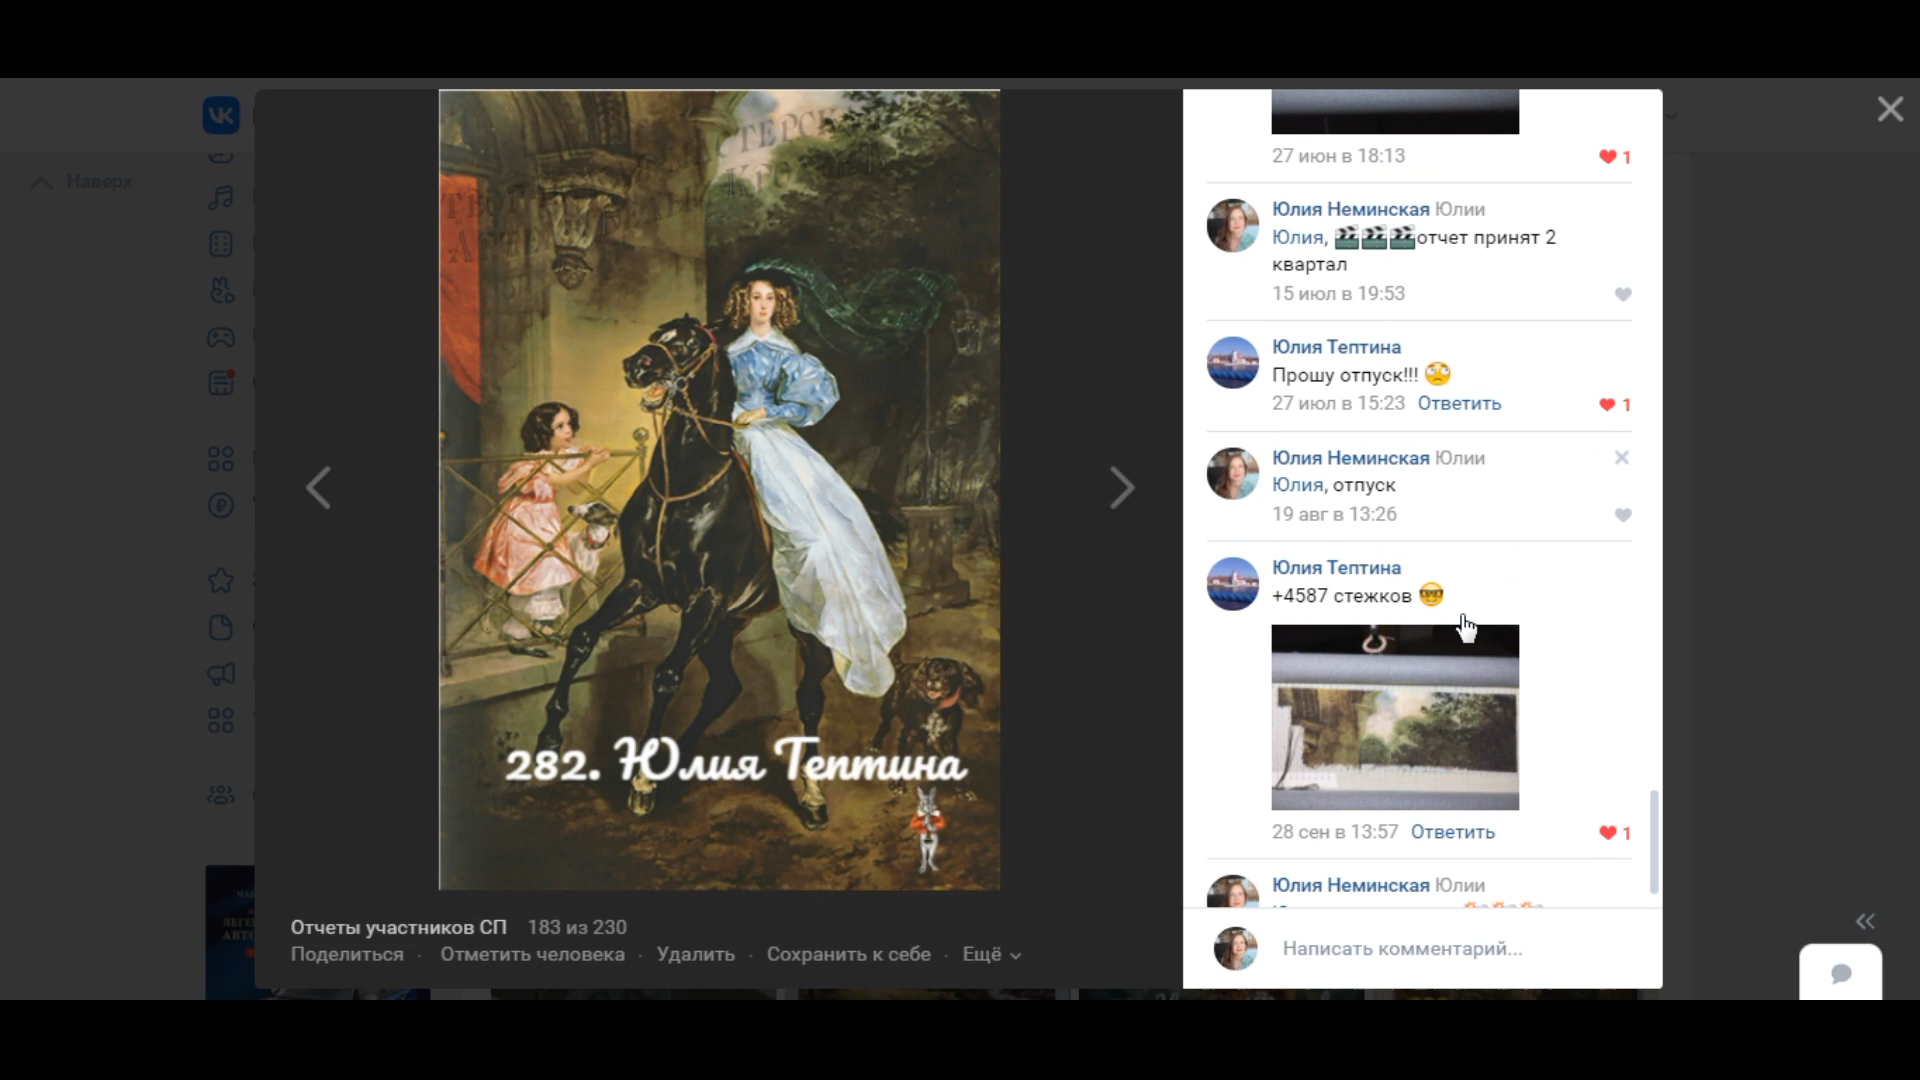 Наверх
27 июн в 18:13
1
Юлия Неминская Юлии
Юлия, отчет принят 2
квартал
15 июл в 19:53
Юлия Тептина
Прошу отпуск!!!
27 июл в 15:23 Ответить
1
Юлия Неминская Юлии
Юлия, отпуск
19 авг в 13:26
Юлия Тептина
+4587 стежков
28 сен в 13:57 Ответить
1
Юлия Неминская Юлии
Написать комментарий...
282. Юлия Тептина
Отчеты участников СП 183 из 230
Поделиться · Отметить человека · Удалить · Сохранить к себе · Ещё